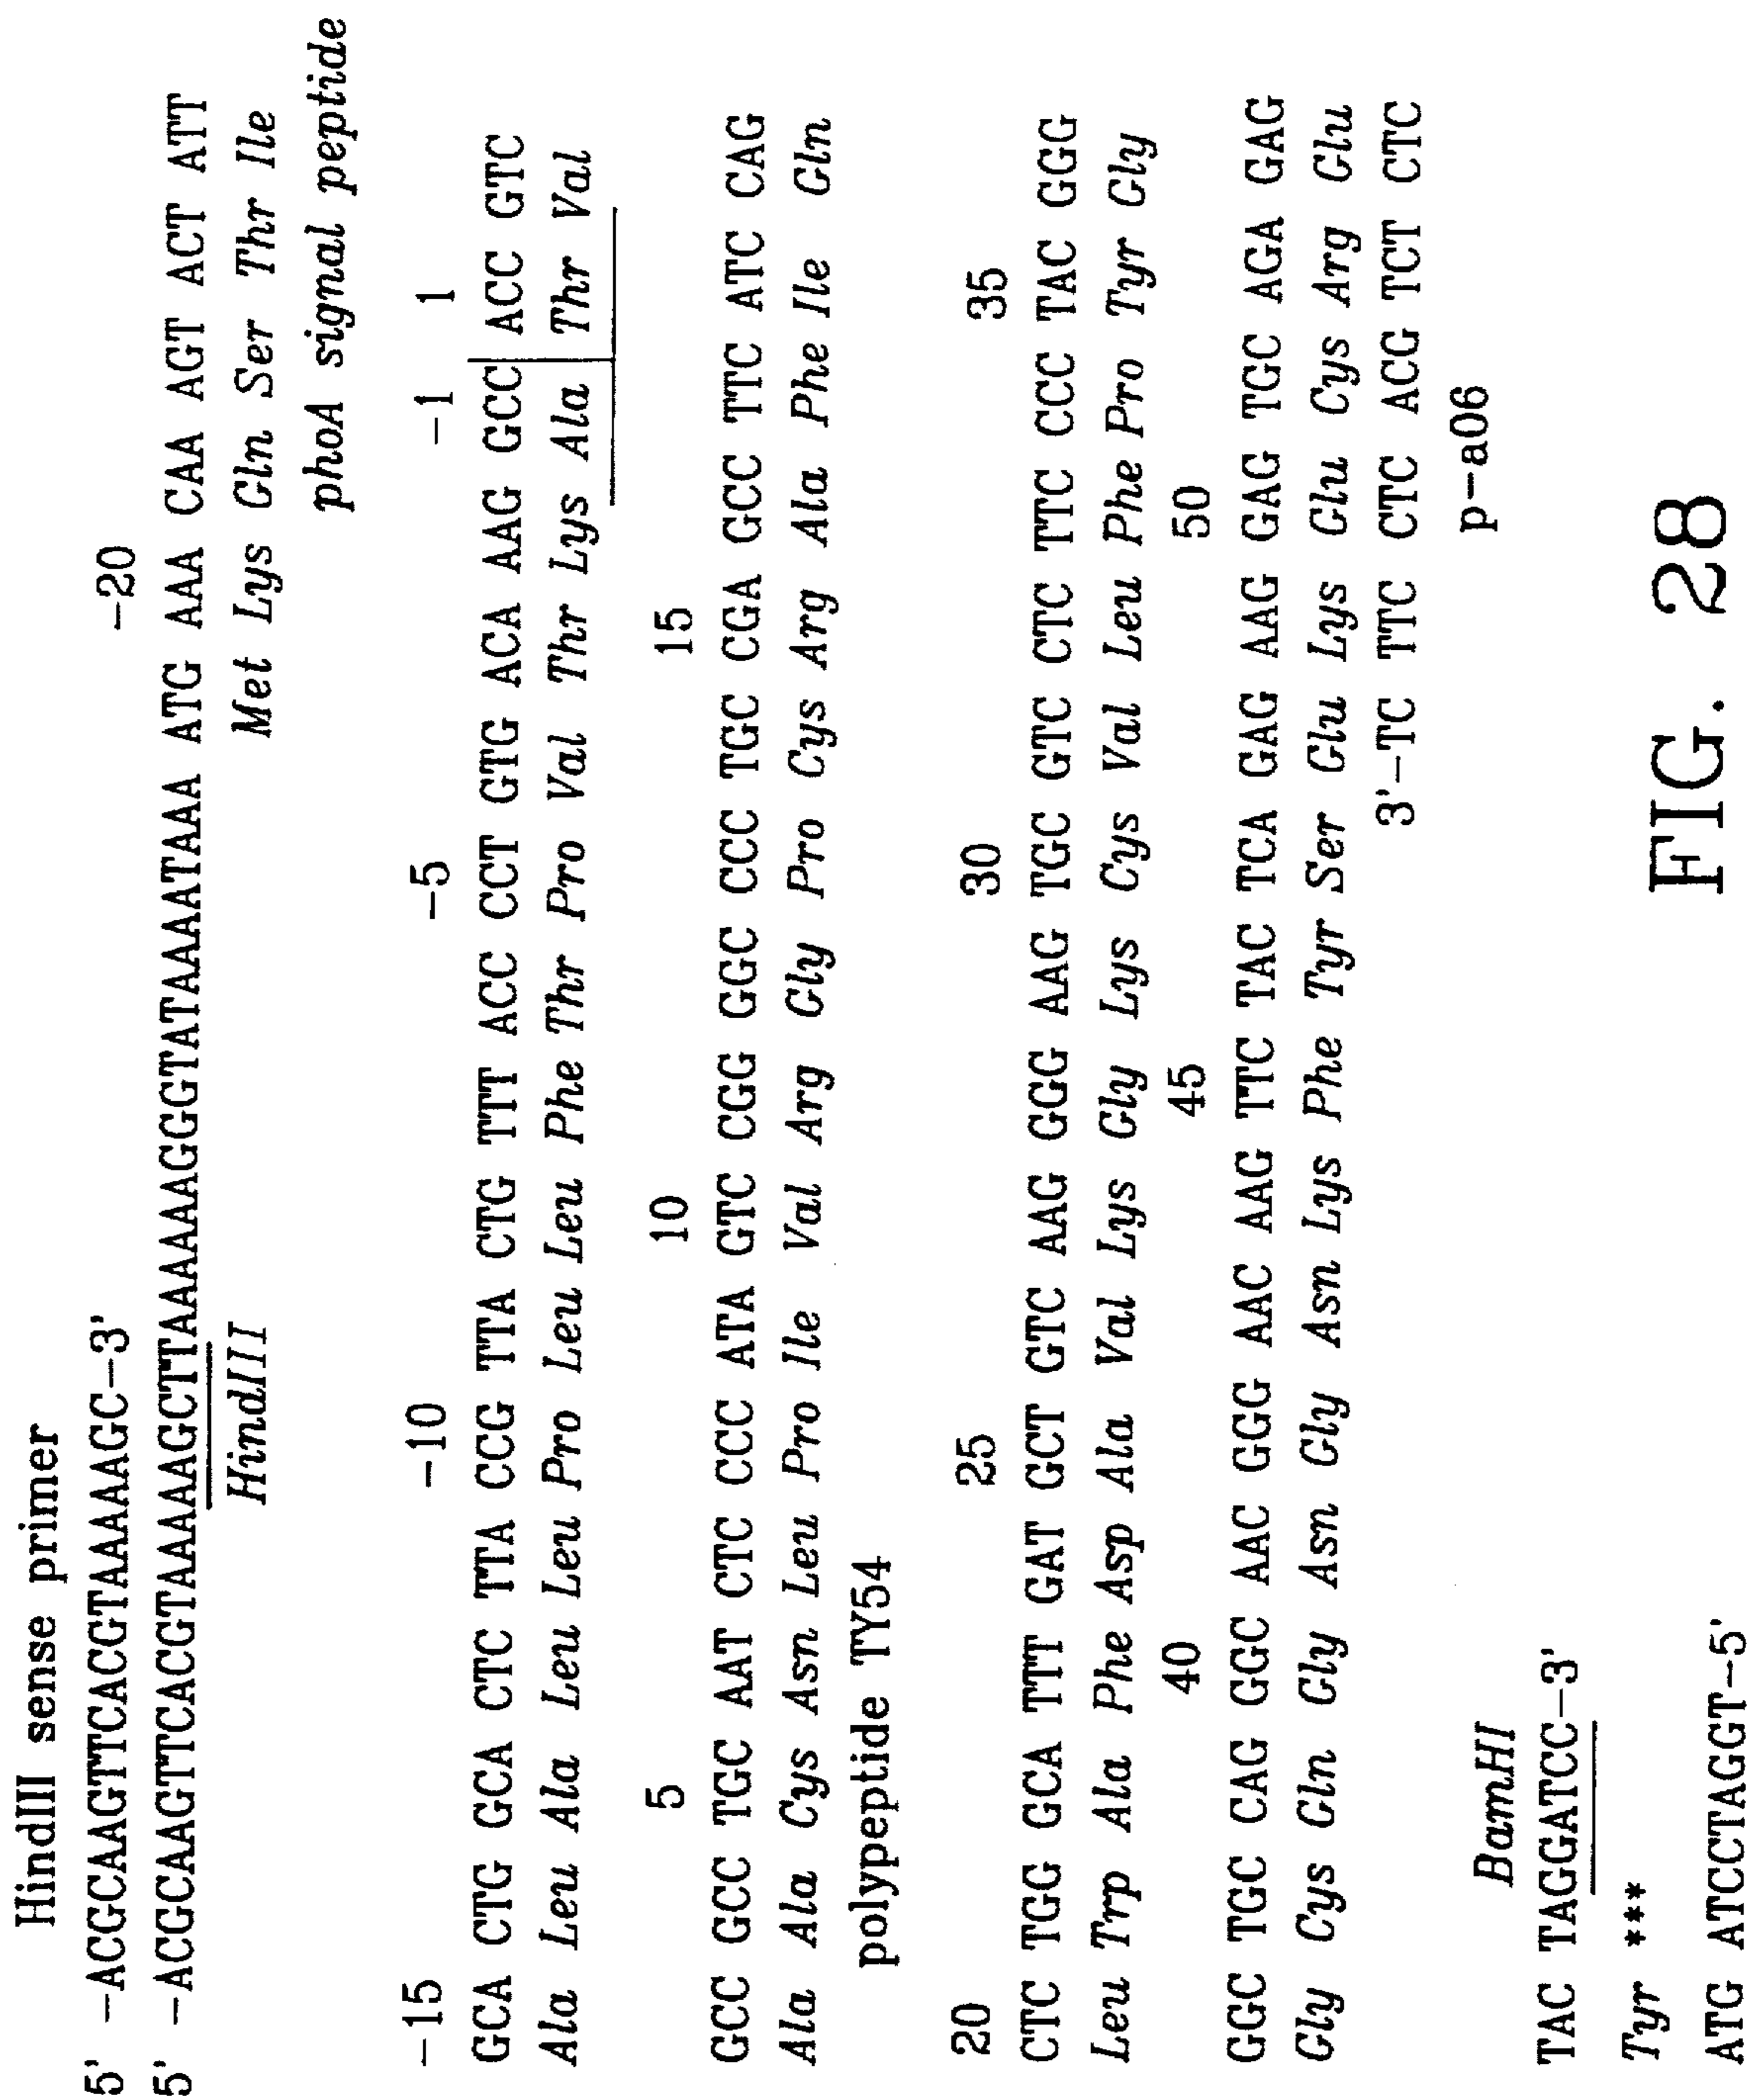 HindIII sense primer
5' -ACGCAAGTTCACGTAAAAAGC-3'
-20
5' -ACGCAAGTTCACGTAAAAAGCTTAAAAAAGGGTATAAAATAAA ATG AAA CAA AGT ACT ATT
HindIII Met Lys Gln Ser Thr Ile
phoA signal peptide
-15 -10 -5 -1 1
GCA CTG GCA CTC TTA CCG TTA CTG TTT ACC CCT GTG ACA AAG GCC ACC GTC
Ala Leu Ala Leu Leu Pro Leu Leu Phe Thr Pro Val Thr Lys Ala Thr Val
5 10 15
GCC GCC TGC AAT CTC CCC ATA GTC CGG GGC CCC TGC CGA GCC TTC ATC CAG
Ala Ala Cys Asn Leu Pro Ile Val Arg Gly Pro Cys Arg Ala Phe Ile Gln
polypeptide TY54
20 25 30 35
CTC TGG GCA TTT GAT GCT GTC AAG GGG AAG TGC GTC CTC TTC CCC TAC GGG
Leu Trp Ala Phe Asp Ala Val Lys Gly Lys Cys Val Leu Phe Pro Tyr Gly
40 45 50
GGC TGC CAG GGC AAC GGG AAC AAG TTC TAC TCA GAG AAG GAG TGC AGA GAG
Gly Cys Gln Gly Asn Gly Asn Lys Phe Tyr Ser Glu Lys Glu Cys Arg Glu
3'-TC TTC CTC ACG TCT CTC
p-a06
BamHI
TAC TAGGATCC-3'
Tyr ***
ATG ATCCTAGGT-5'
FIG. 28